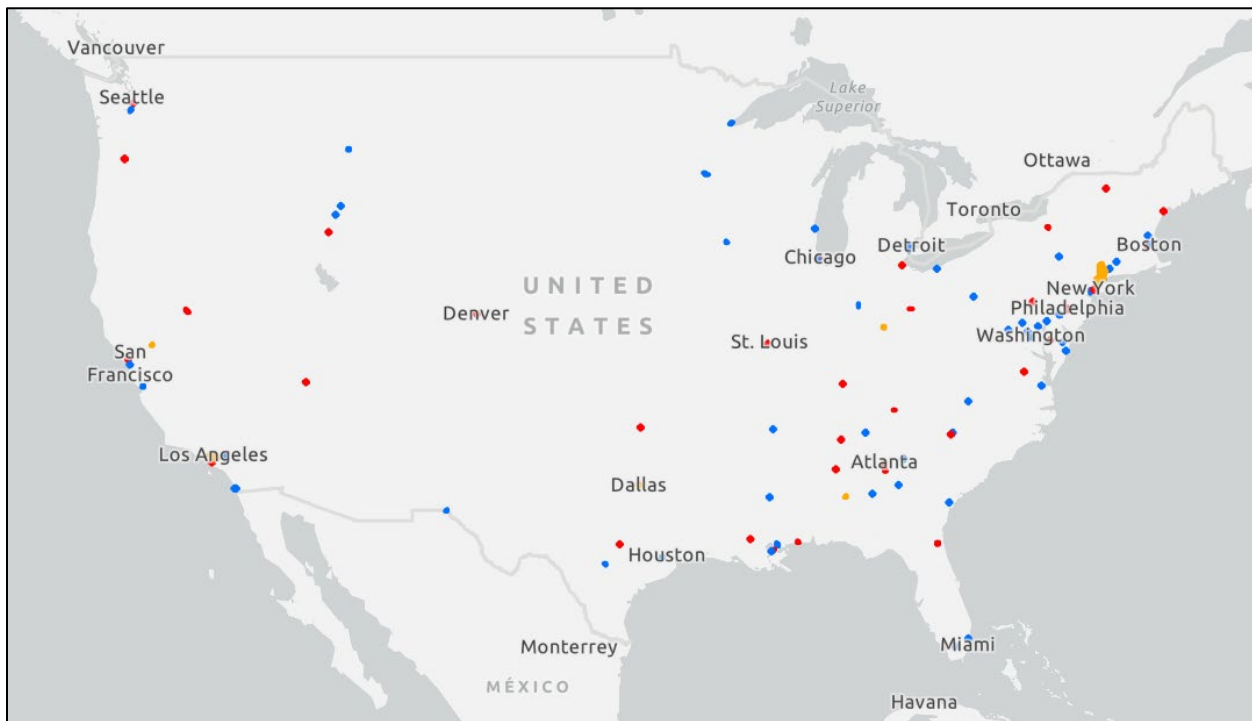 Vancouver
Seattle
Lake
Superior
Ottawa
Toronto
Boston
Chicago
Detroit
New York
UNITED
STATES
Denver
Philadelphia
St. Louis
Washington
San
Francisco
Los Angeles
Atlanta
Dallas
Houston
Monterrey
Miami
MÉXICO
Havana